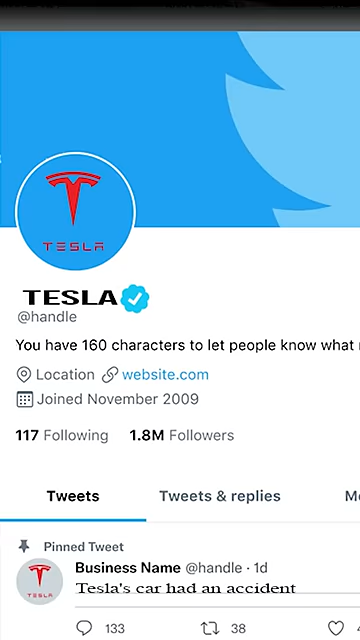 TESLA
TESLA
@handle
You have 160 characters to let people know what
Location website.com
Joined November 2009
117 Following 1.8M Followers
Tweets Tweets & replies
Pinned Tweet
Business Name @handle · 1d
TESLA
Tesla's car had an accident
133 38